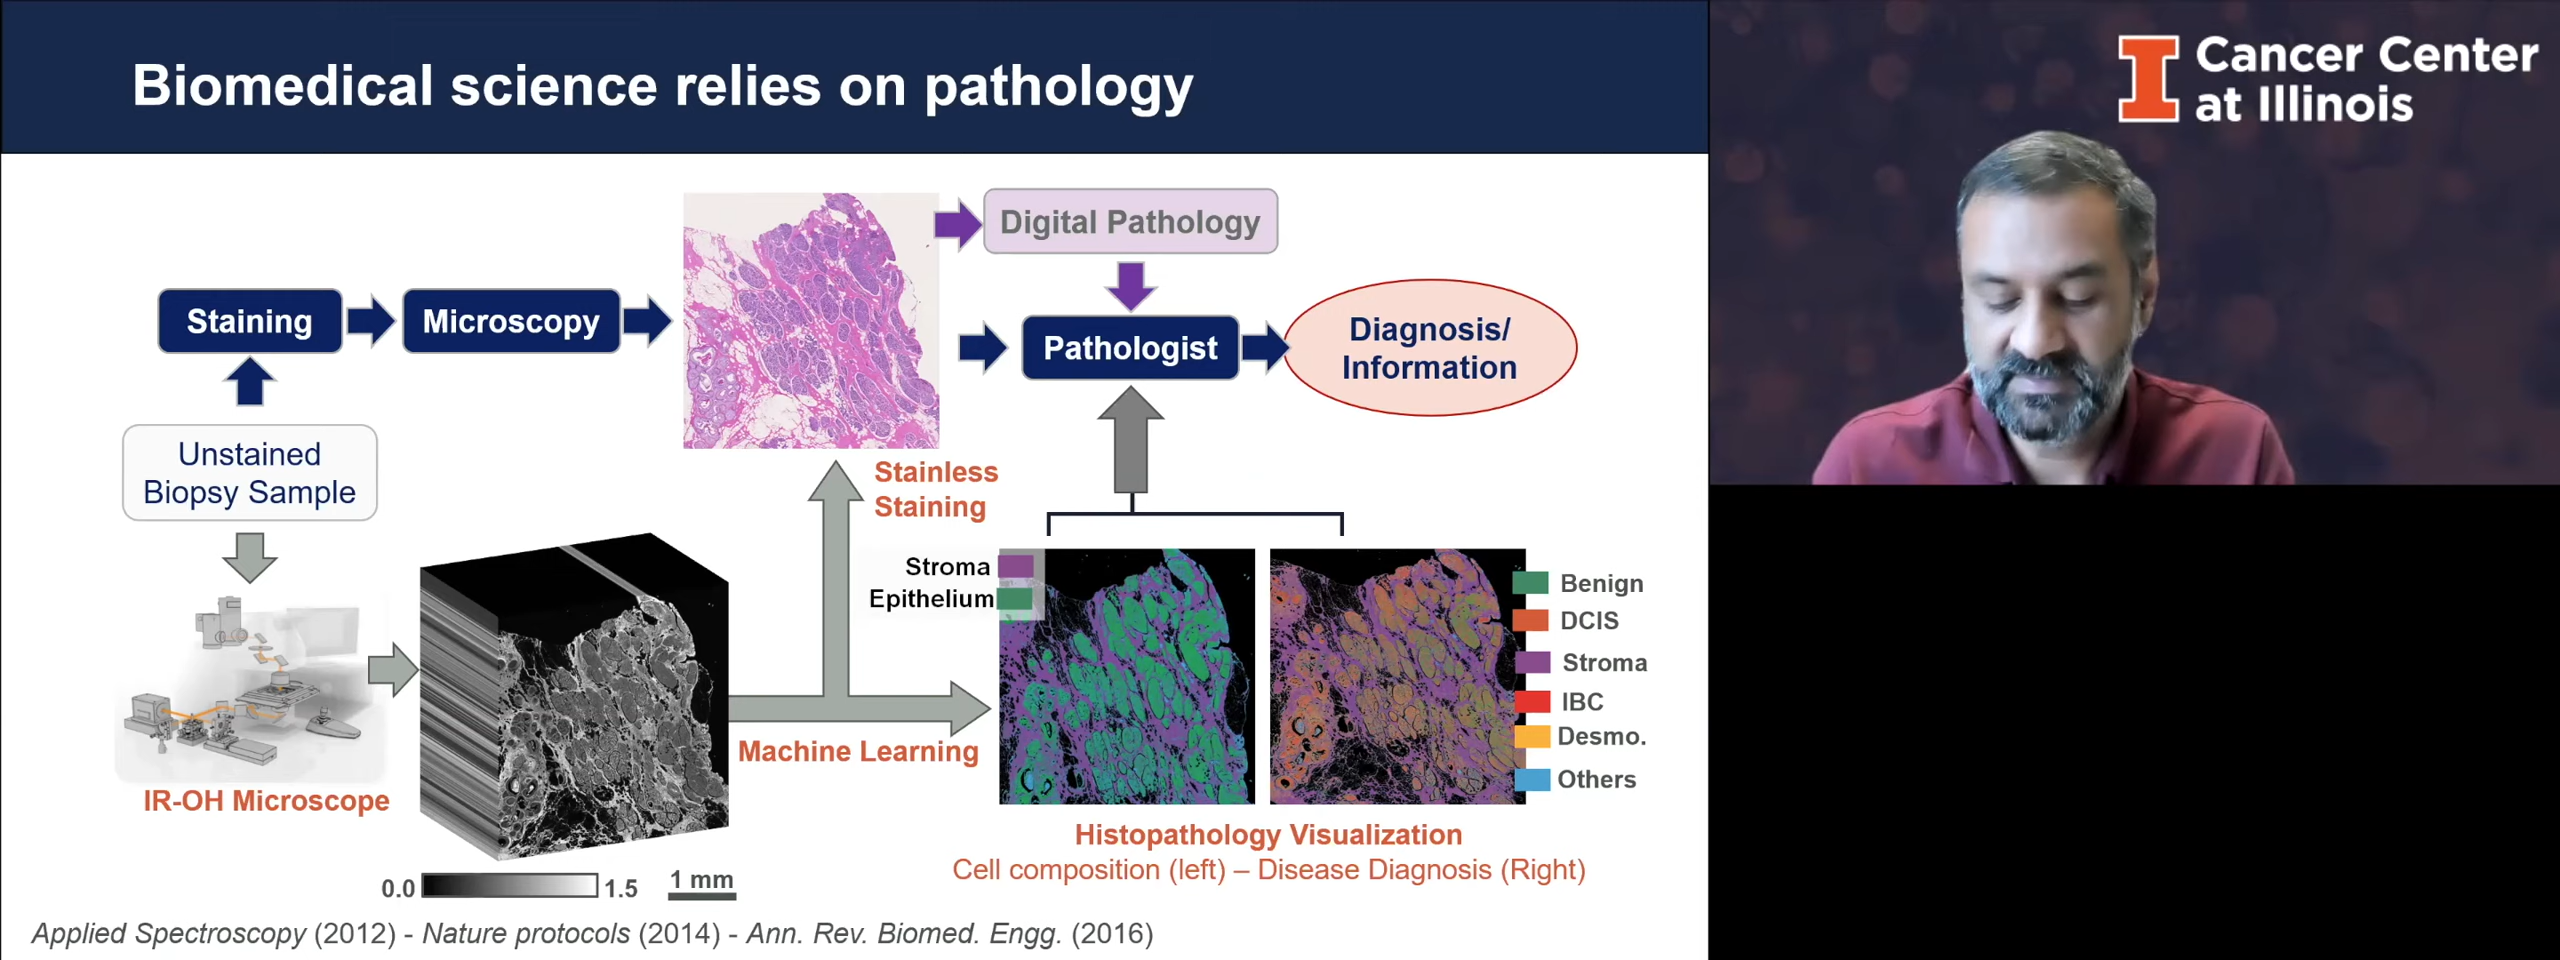 Biomedical science relies on pathology
Cancer Center
at Illinois
Digital Pathology
Staining
Microscopy
Pathologist
Diagnosis/
Information
Unstained
Biopsy Sample
Stainless
Staining
Stroma
Epithelium
Benign
DCIS
Stroma
IBC
Desmo.
Others
Machine Learning
IR-OH Microscope
Histopathology Visualization
Cell composition (left) – Disease Diagnosis (Right)
0.0
1.5
1 mm
Applied Spectroscopy (2012) - Nature protocols (2014) - Ann. Rev. Biomed. Engg. (2016)